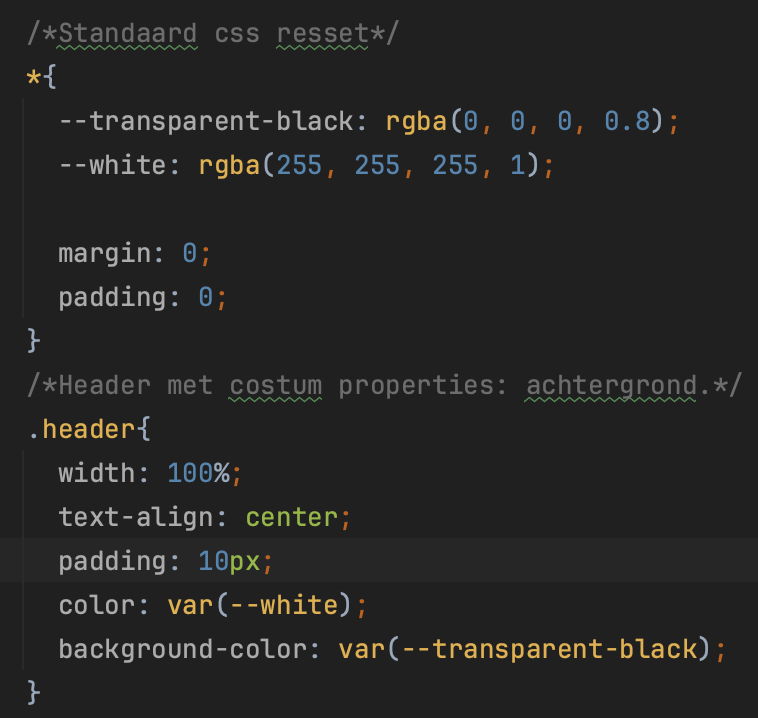 /*Standaard css resset*/
*{
--transparent-black: rgba(0, 0, 0, 0.8);
--white: rgba(255, 255, 255, 1);
margin: 0;
padding: 0;
}
/*Header met costum properties: achtergrond.*/
.header{
width: 100%;
text-align: center;
padding: 10px;
color: var(--white);
background-color: var(--transparent-black);
}